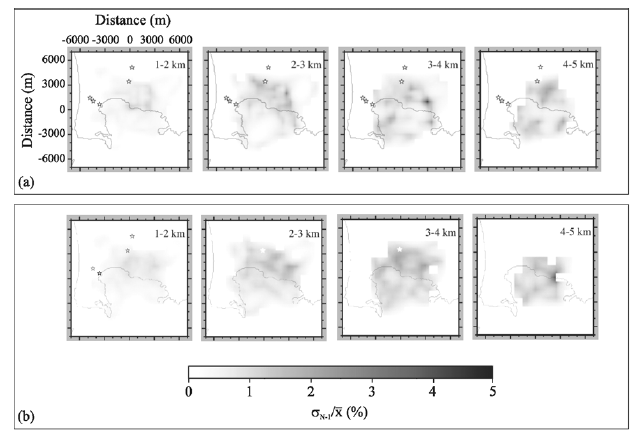 Distance (m)
-6000 -3000 0 3000 6000
Distance (m)
6000
3000
0
-3000
-6000
1-2 km
2-3 km
3-4 km
4-5 km
(a)
1-2 km
2-3 km
3-4 km
4-5 km
0 1 2 3 4 5
σN-1/x̅ (%)
(b)